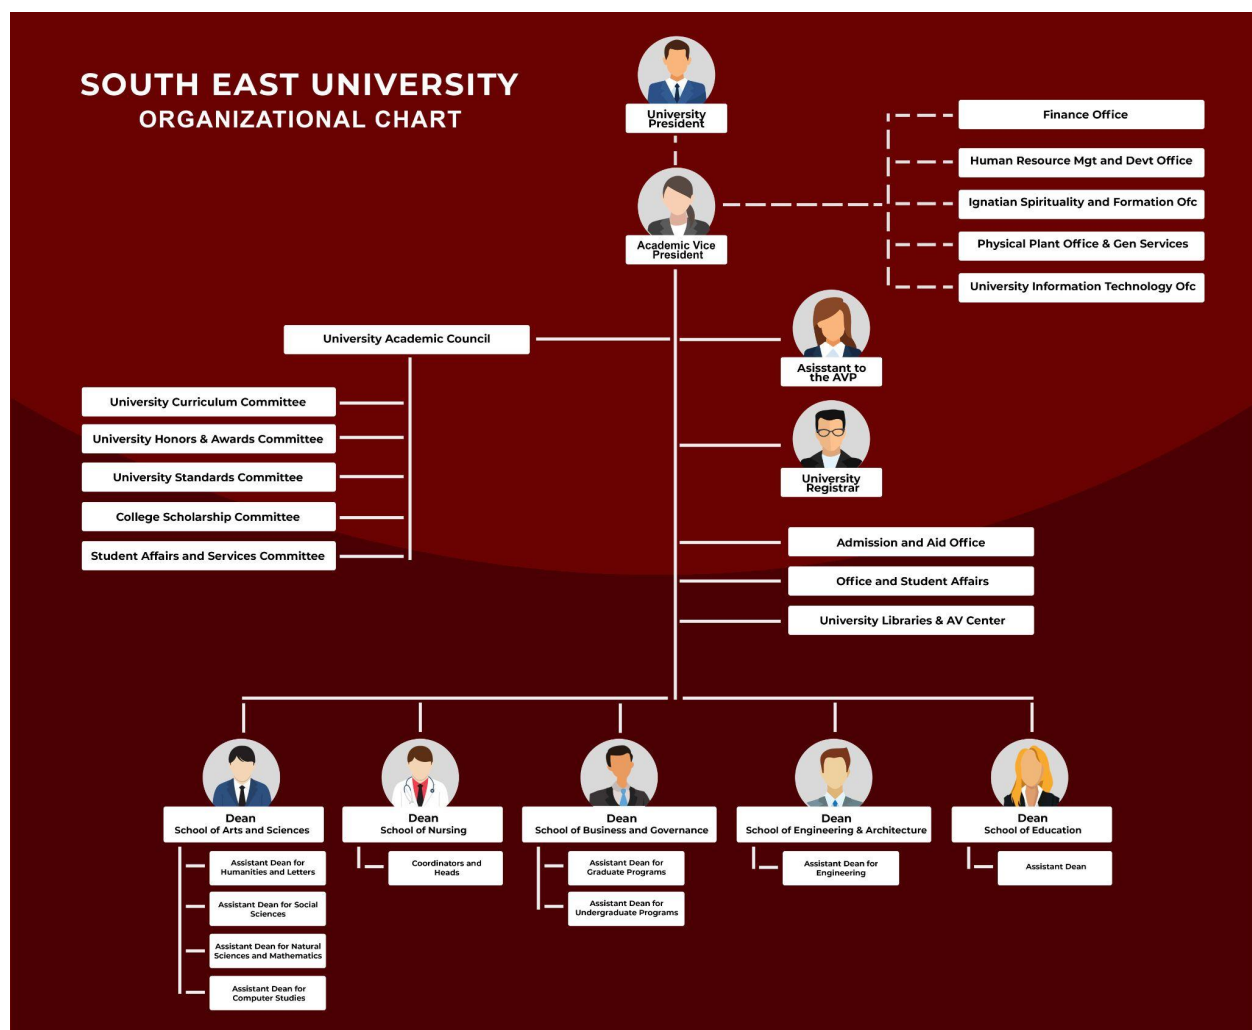 SOUTH EAST UNIVERSITY
ORGANIZATIONAL CHART
University
President
Academic Vice
President
Finance Office
Human Resource Mgt and Devt Office
Ignatian Spirituality and Formation Ofc
Physical Plant Office & Gen Services
University Information Technology Ofc
University Academic Council
University Curriculum Committee
University Honors & Awards Committee
University Standards Committee
College Scholarship Committee
Student Affairs and Services Committee
Asisstant to
the AVP
University
Registrar
Admission and Aid Office
Office and Student Affairs
University Libraries & AV Center
Dean
School of Arts and Sciences
Assistant Dean for
Humanities and Letters
Assistant Dean for Social
Sciences
Assistant Dean for Natural
Sciences and Mathematics
Assistant Dean for
Computer Studies
Dean
School of Nursing
Coordinators and
Heads
Dean
School of Business and Governance
Assistant Dean for
Graduate Programs
Assistant Dean for
Undergraduate Programs
Dean
School of Engineering & Architecture
Assistant Dean for
Engineering
Dean
School of Education
Assistant Dean